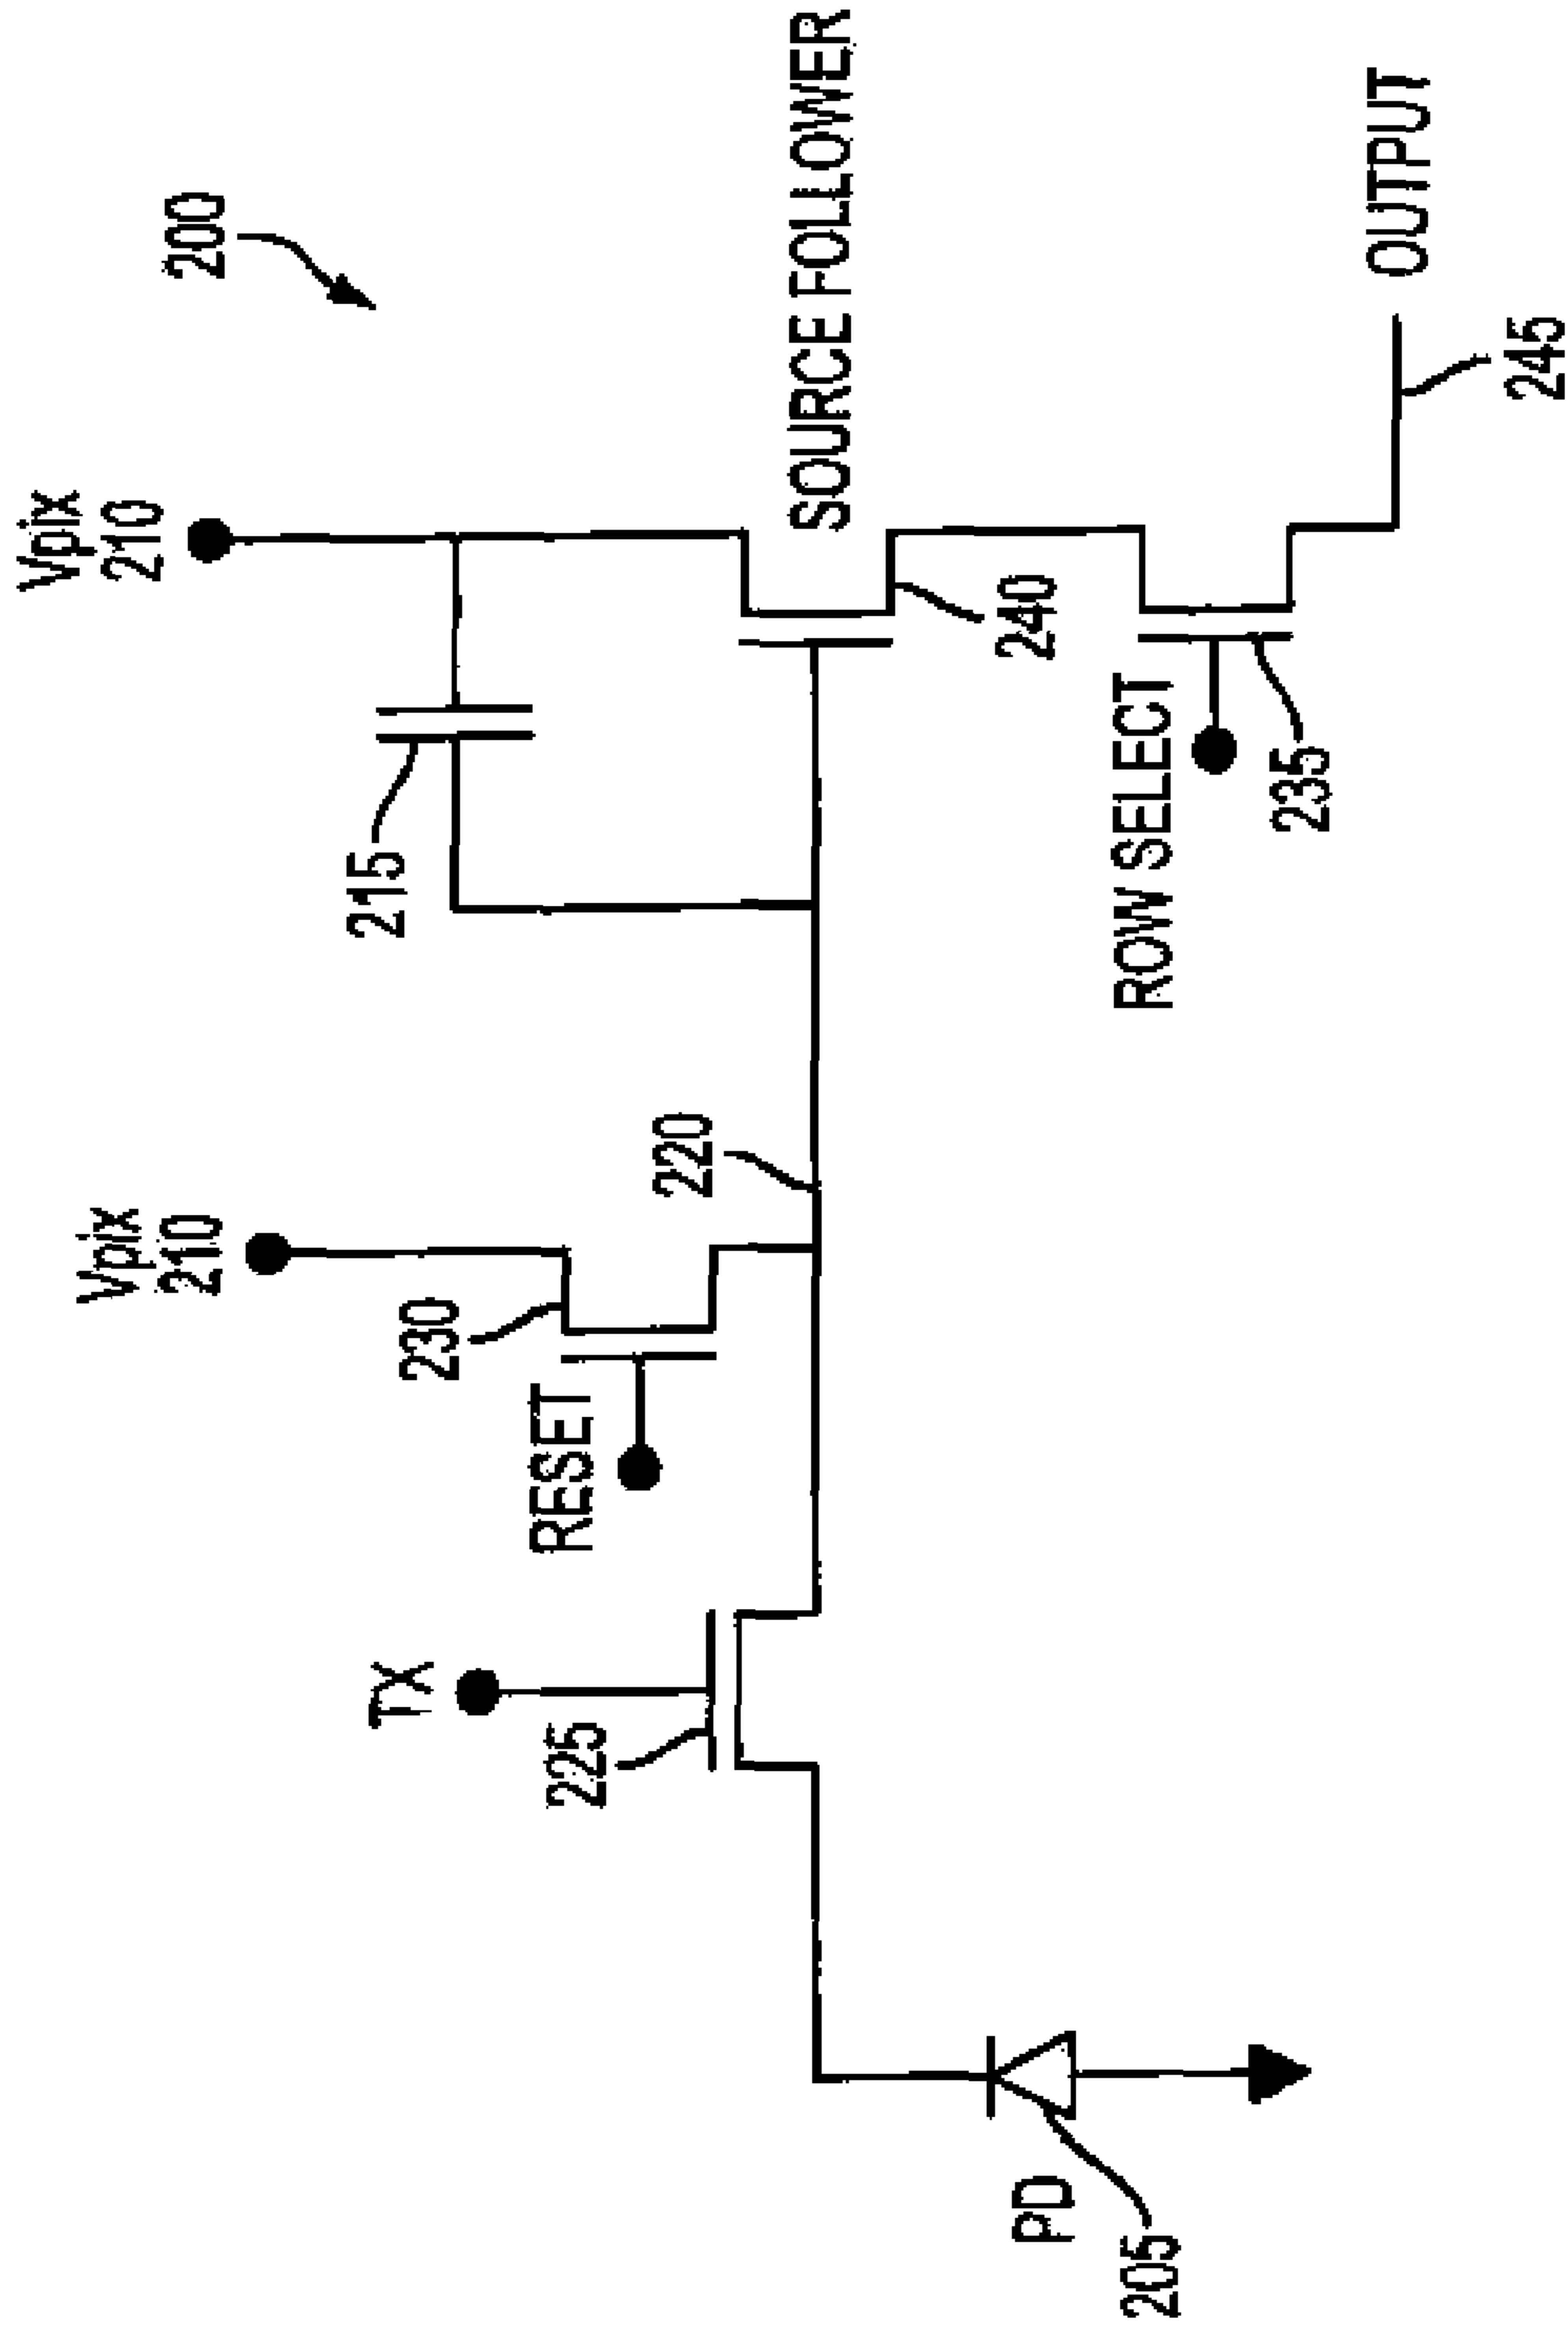 200
Vpix
210
Vpix
210
215
SOURCE FOLLOWER
230
220
RESET
TX
225
240
ROW SELECT
235
OUTPUT
245
PD
205